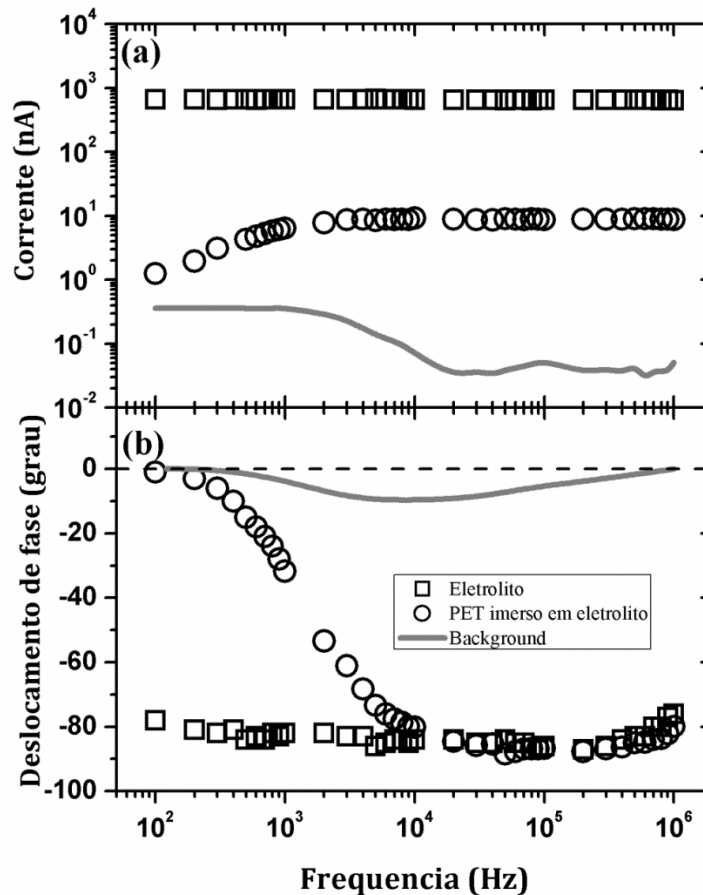 (a)
Corrente (nA)
10^4
10^3
10^2
10^1
10^0
10^-1
10^-2
(b)
Deslocamento de fase (grau)
0
-20
-40
-60
-80
-100
Eletrolito
PET imerso em eletrolito
Background
10^2 10^3 10^4 10^5 10^6
Frequencia (Hz)